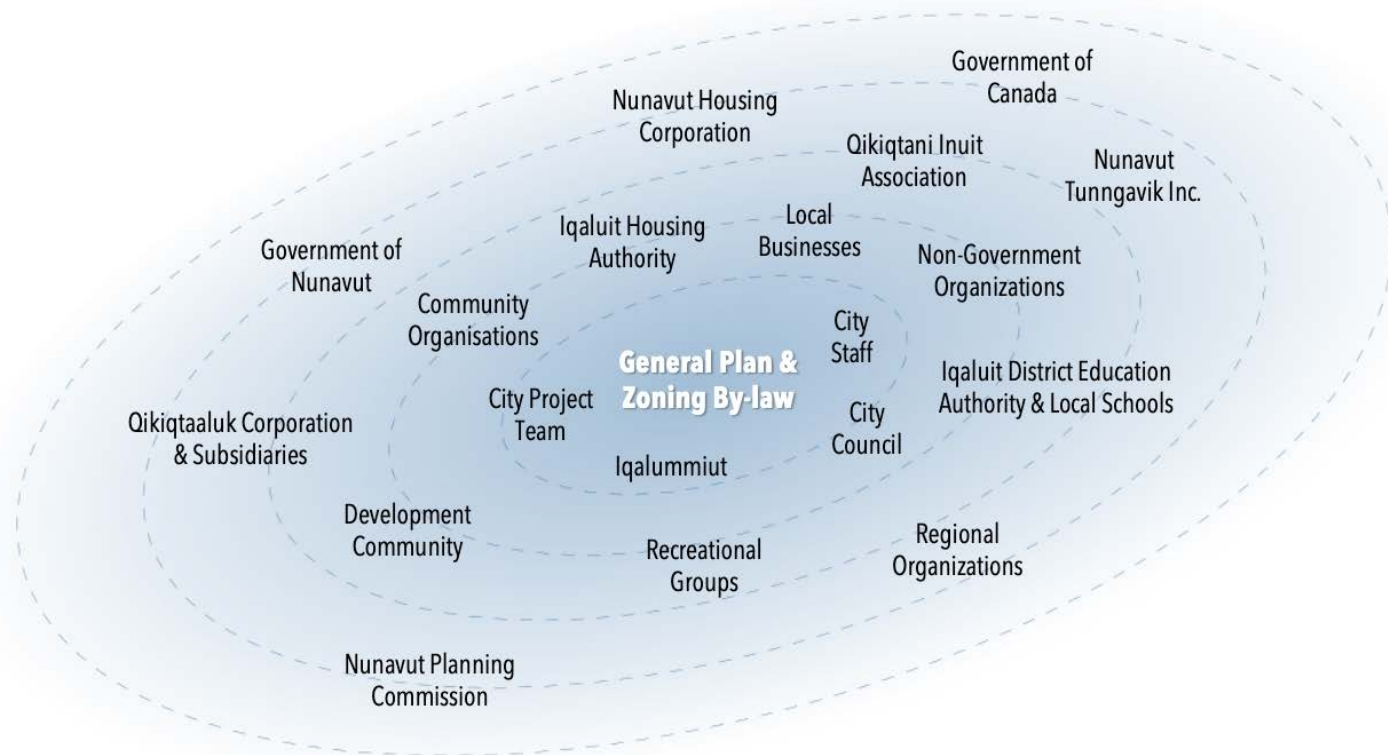 Government of
Canada
Nunavut Housing
Corporation
Qikiqtani Inuit
Association
Nunavut
Tunngavik Inc.
Local
Businesses
Iqaluit Housing
Authority
Government of
Nunavut
Non-Government
Organizations
Community
Organisations
City
Staff
General Plan &
Zoning By-law
Iqaluit District Education
Authority & Local Schools
City Project
Team
City
Council
Qikiqtaaluk Corporation
& Subsidiaries
Iqalummiut
Development
Community
Recreational
Groups
Regional
Organizations
Nunavut Planning
Commission